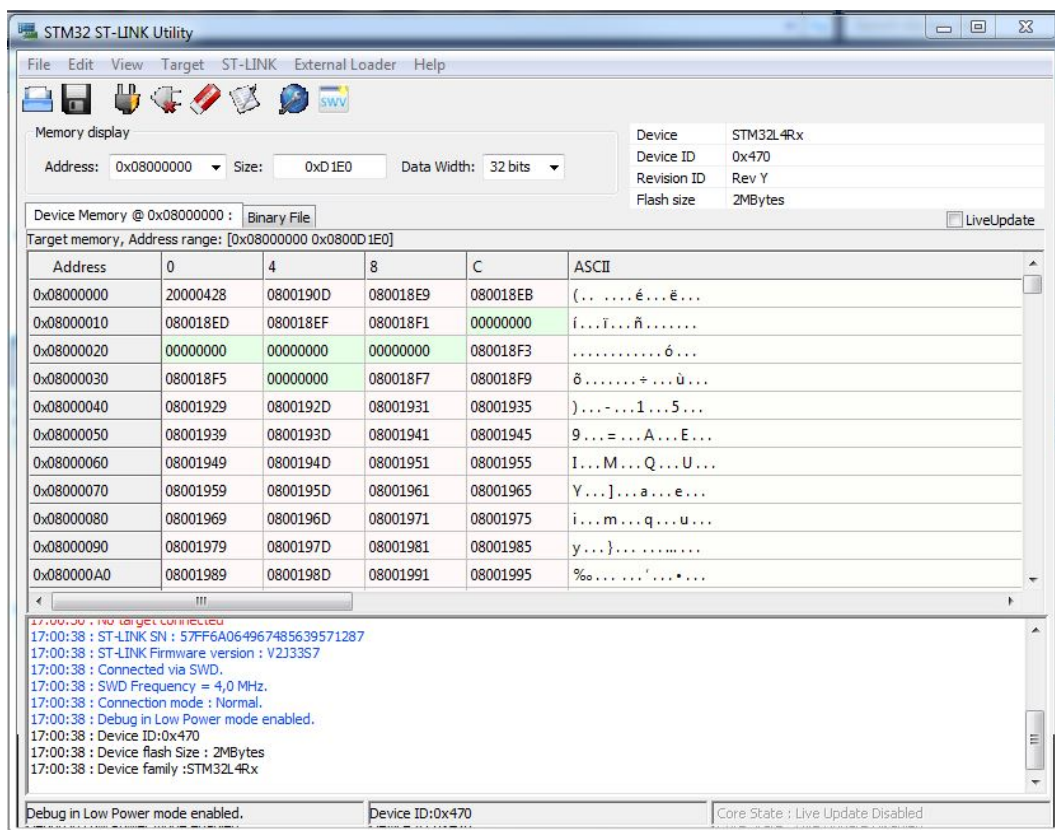 STM32 ST-LINK Utility
File Edit View Target ST-LINK External Loader Help
SWV
Memory display
Address: 0x08000000 Size: 0xD1E0 Data Width: 32 bits
Device STM32L4Rx
Device ID 0x470
Revision ID Rev Y
Flash size 2MBytes
Device Memory @ 0x08000000 : Binary File
LiveUpdate
Target memory, Address range: [0x08000000 0x0800D1E0]
Address 0 4 8 C ASCII
0x08000000 20000428 0800190D 080018E9 080018EB (.. ....é...ë...
0x08000010 080018ED 080018EF 080018F1 00000000 í...ï...ñ.......
0x08000020 00000000 00000000 00000000 080018F3 ............ó...
0x08000030 080018F5 00000000 080018F7 080018F9 õ.......÷...ù...
0x08000040 08001929 0800192D 08001931 08001935 )...-...1...5...
0x08000050 08001939 0800193D 08001941 08001945 9...=...A...E...
0x08000060 08001949 0800194D 08001951 08001955 I...M...Q...U...
0x08000070 08001959 0800195D 08001961 08001965 Y...]...a...e...
0x08000080 08001969 0800196D 08001971 08001975 i...m...q...u...
0x08000090 08001979 0800197D 08001981 08001985 y...}... ...…...
0x080000A0 08001989 0800198D 08001991 08001995 ‰... ...‘...•...
17:00:30 : No target connected
17:00:38 : ST-LINK SN : 57FF6A064967485639571287
17:00:38 : ST-LINK Firmware version : V2J33S7
17:00:38 : Connected via SWD.
17:00:38 : SWD Frequency = 4,0 MHz.
17:00:38 : Connection mode : Normal.
17:00:38 : Debug in Low Power mode enabled.
17:00:38 : Device ID:0x470
17:00:38 : Device flash Size : 2MBytes
17:00:38 : Device family :STM32L4Rx
Debug in Low Power mode enabled. Device ID:0x470 Core State : Live Update Disabled